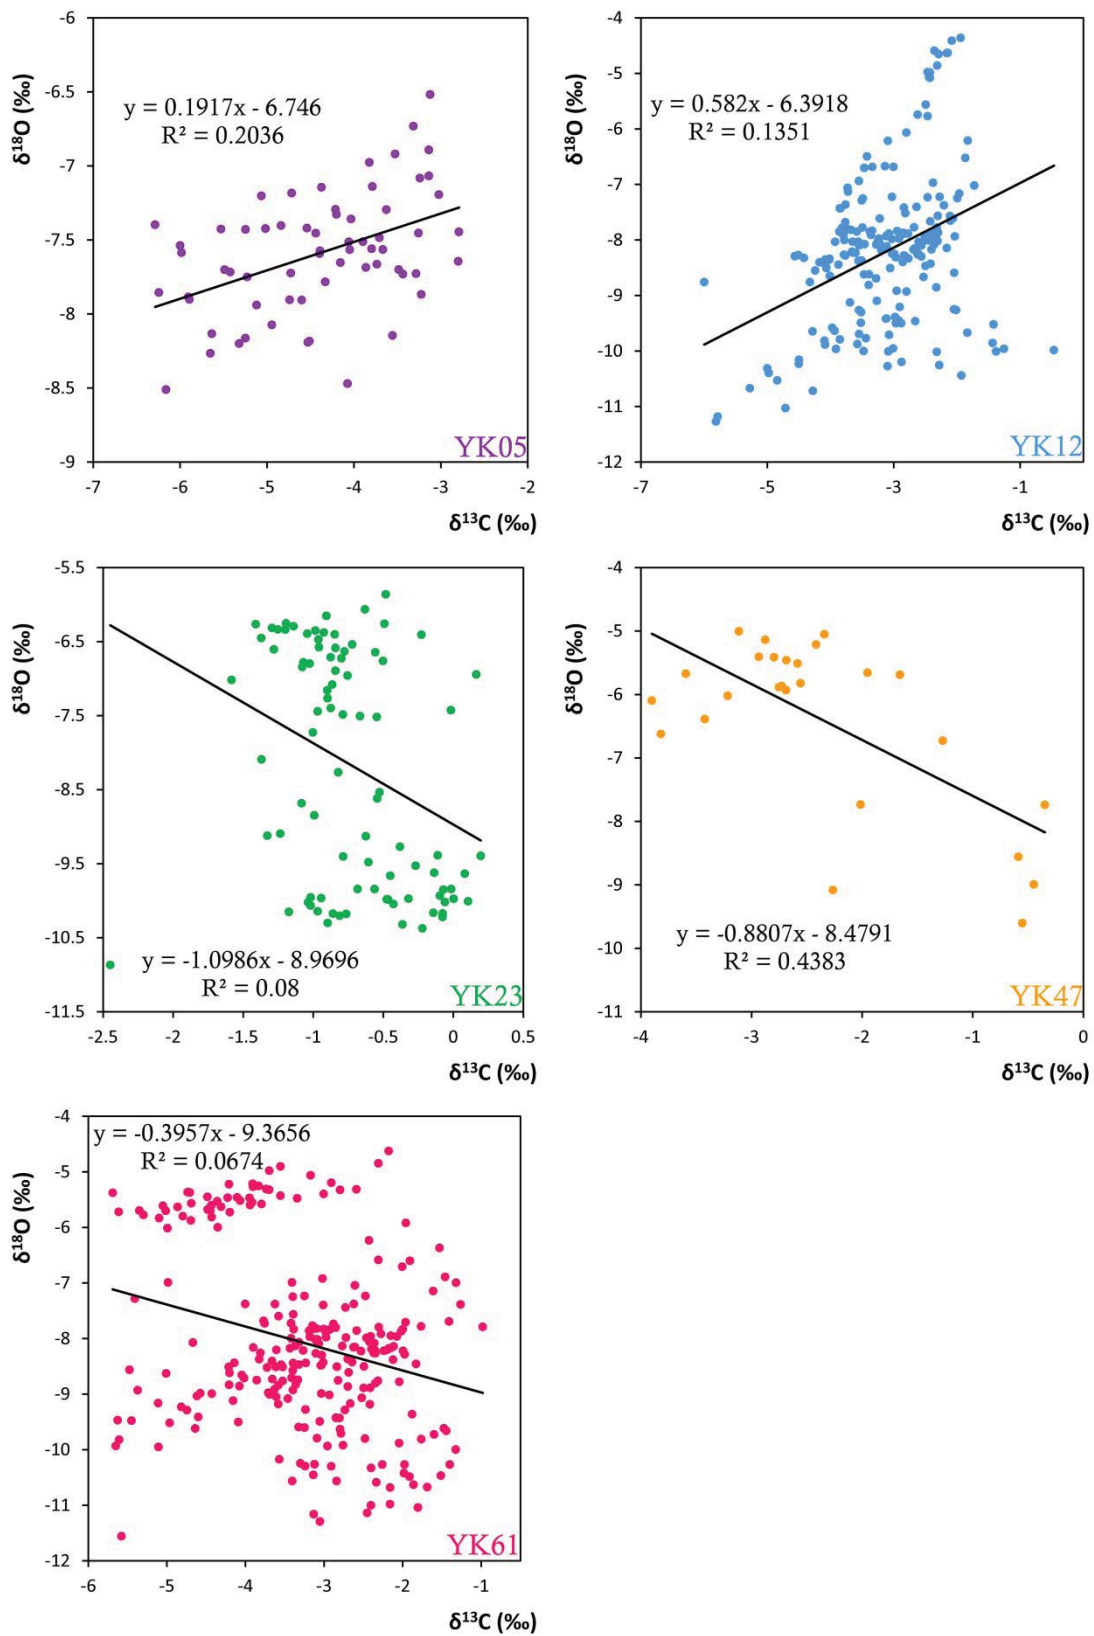 -6
-6.5
-7
-7.5
-8
-8.5
-9
δ¹⁸O (‰)
y = 0.1917x - 6.746
R² = 0.2036
YK05
-7 -6 -5 -4 -3 -2
δ¹³C (‰)
-4
-5
-6
-7
-8
-9
-10
-11
-12
δ¹⁸O (‰)
y = 0.582x - 6.3918
R² = 0.1351
YK12
-7 -5 -3 -1
δ¹³C (‰)
-5.5
-6.5
-7.5
-8.5
-9.5
-10.5
-11.5
δ¹⁸O (‰)
y = -1.0986x - 8.9696
R² = 0.08
YK23
-2.5 -2 -1.5 -1 -0.5 0 0.5
δ¹³C (‰)
-4
-5
-6
-7
-8
-9
-10
-11
δ¹⁸O (‰)
y = -0.8807x - 8.4791
R² = 0.4383
YK47
-4 -3 -2 -1 0
δ¹³C (‰)
-4
-5
-6
-7
-8
-9
-10
-11
-12
δ¹⁸O (‰)
y = -0.3957x - 9.3656
R² = 0.0674
YK61
-6 -5 -4 -3 -2 -1
δ¹³C (‰)